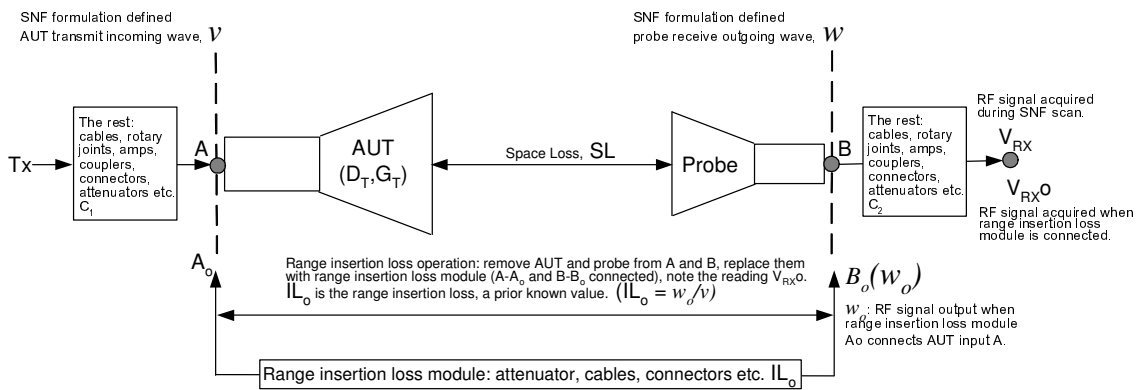 SNF formulation defined
AUT transmit incoming wave, v
SNF formulation defined
probe receive outgoing wave, w
The rest:
cables, rotary
joints, amps,
couplers,
connectors,
attenuators etc.
C1
Tx
A
AUT
(DT,GT)
Space Loss, SL
Probe
B
The rest:
cables, rotary
joints, amps,
couplers,
connectors,
attenuators etc.
C2
RF signal acquired
during SNF scan.
VRX
VRXo
RF signal acquired when
range insertion loss
module is connected.
Ao
Range insertion loss operation: remove AUT and probe from A and B, replace them
with range insertion loss module (A-Ao and B-Bo connected), note the reading VRXo.
ILo is the range insertion loss, a prior known value. (ILo = wo/v)
Bo(wo)
wo: RF signal output when
range insertion loss module
Ao connects AUT input A.
Range insertion loss module: attenuator, cables, connectors etc. ILo